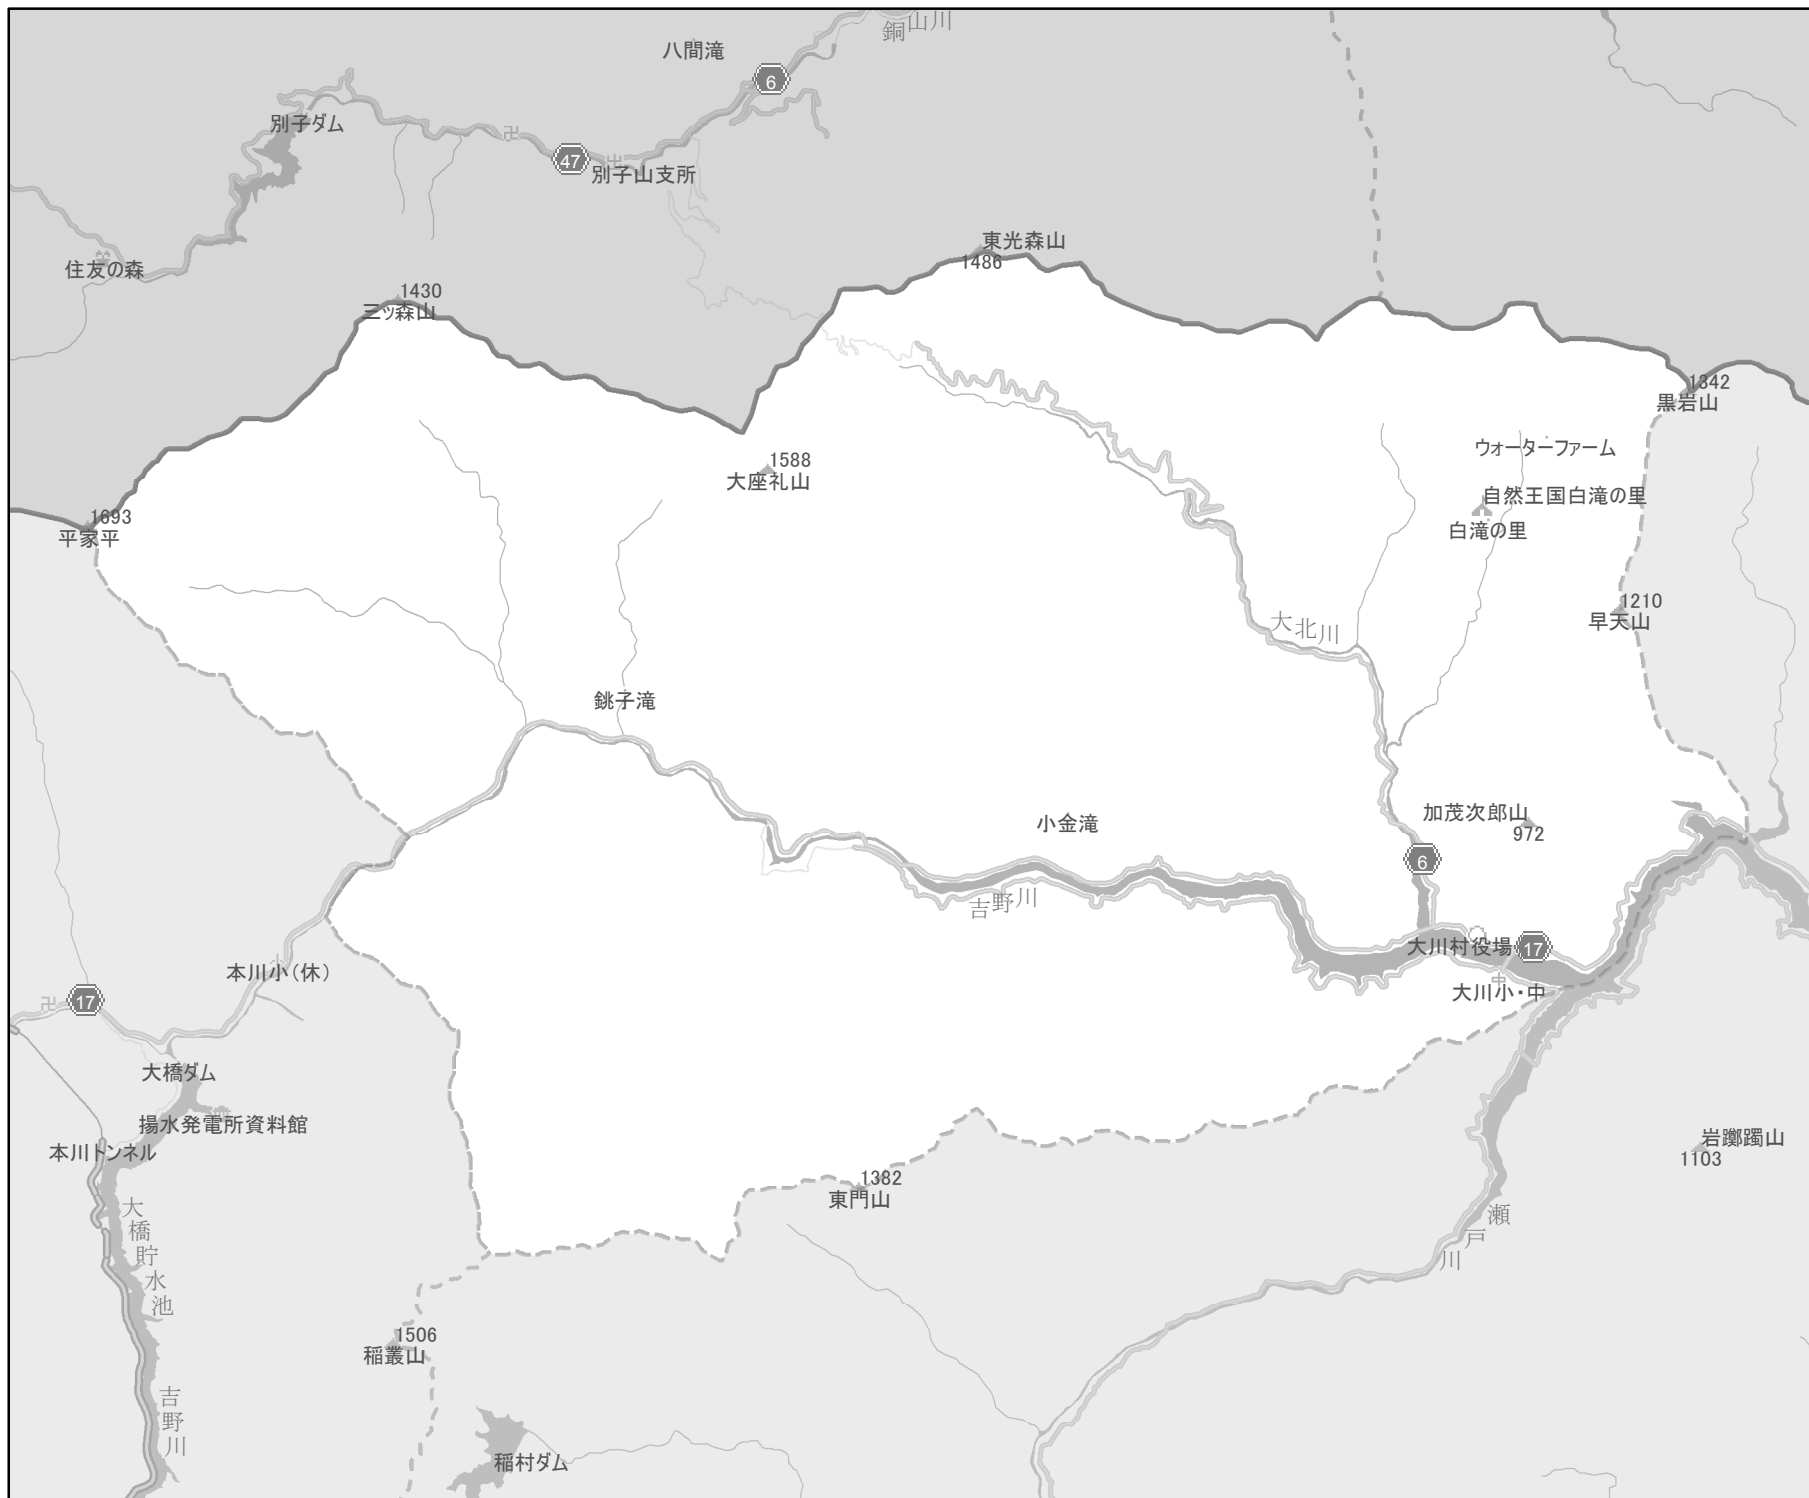 銅山川
八間滝
6
別子ダム
47
別子山支所
東光森山
1486
住友の森
1430
三ッ森山
1342
黒岩山
ウォーターファーム
1588
大座礼山
自然王国白滝の里
白滝の里
1693
平家平
1210
早天山
大北川
銚子滝
小金滝
加茂次郎山
972
6
吉野川
大川村役場
17
本川小(休)
大川小・中
17
大橋ダム
揚水発電所資料館
本川トンネル
岩躑躅山
1103
1382
東門山
大橋貯水池
瀬戸川
1506
稲叢山
吉野川
稲村ダム